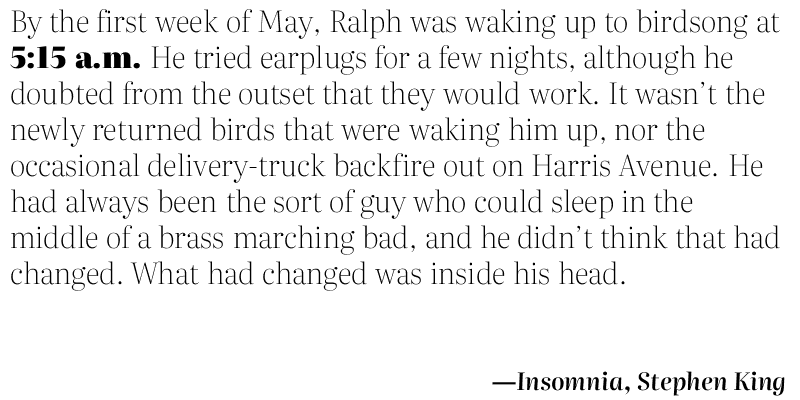 By the first week of May, Ralph was waking up to birdsong at
5:15 a.m. He tried earplugs for a few nights, although he
doubted from the outset that they would work. It wasn’t the
newly returned birds that were waking him up, nor the
occasional delivery-truck backfire out on Harris Avenue. He
had always been the sort of guy who could sleep in the
middle of a brass marching bad, and he didn’t think that had
changed. What had changed was inside his head.
—Insomnia, Stephen King